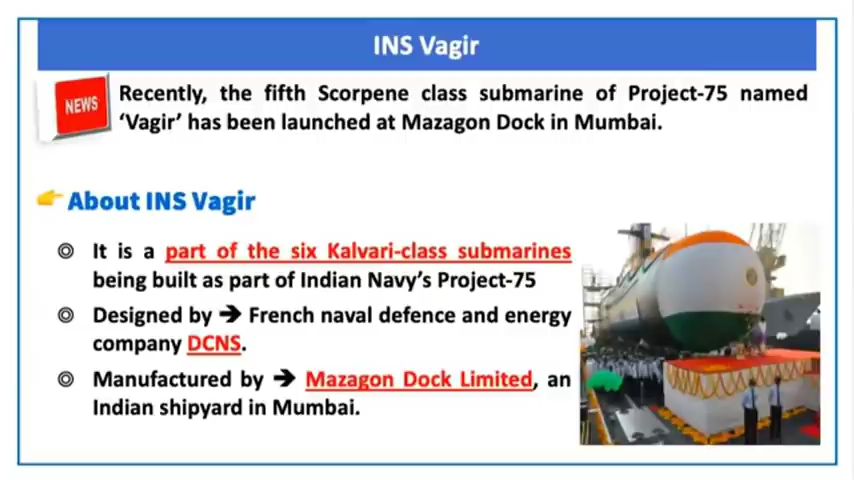 INS Vagir
NEWS
Recently, the fifth Scorpene class submarine of Project-75 named
‘Vagir’ has been launched at Mazagon Dock in Mumbai.
About INS Vagir
◎ It is a part of the six Kalvari-class submarines
being built as part of Indian Navy’s Project-75
◎ Designed by ➔ French naval defence and energy
company DCNS.
◎ Manufactured by ➔ Mazagon Dock Limited, an
Indian shipyard in Mumbai.